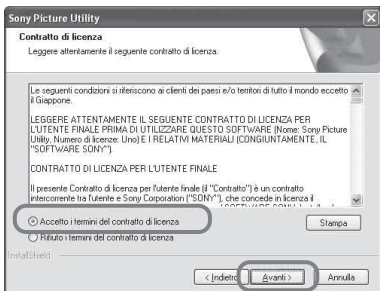 Sony Picture Utility
Contratto di licenza
Leggere attentamente il seguente contratto di licenza.
Le seguenti condizioni si riferiscono ai clienti dei paesi e/o territori di tutto il mondo eccetto
il Giappone.
LEGGERE ATTENTAMENTE IL SEGUENTE CONTRATTO DI LICENZA PER
L'UTENTE FINALE PRIMA DI UTILIZZARE QUESTO SOFTWARE (Nome: Sony Picture
Utility, Numero di licenze: Uno) E I RELATIVI MATERIALI (CONGIUNTAMENTE, IL
"SOFTWARE SONY").
CONTRATTO DI LICENZA PER L'UTENTE FINALE
Il presente Contratto di licenza per l'utente finale (il "Contratto") è un contratto
intercorrente tra l'utente e Sony Corporation ("SONY"), che concede in licenza il
Accetto i termini del contratto di licenza
Stampa
Rifiuto i termini del contratto di licenza
InstallShield
< Indietro
Avanti >
Annulla